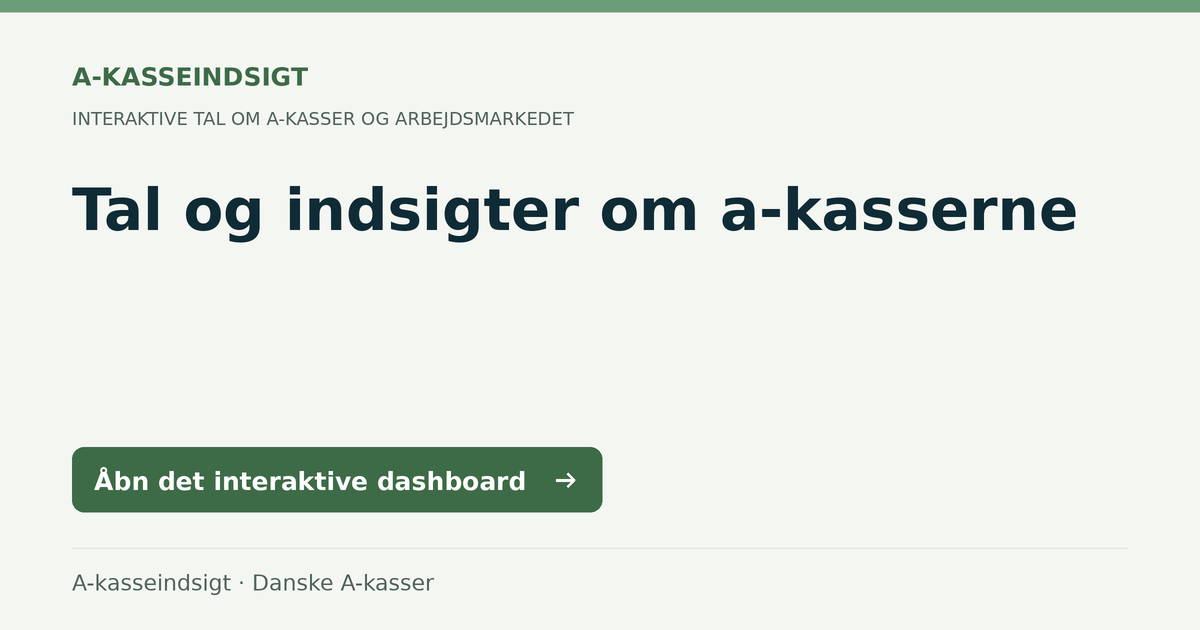 A-KASSEINDSIGT
INTERAKTIVE TAL OM A-KASSER OG ARBEJDSMARKEDET
Tal og indsigter om a-kasserne
Åbn det interaktive dashboard →
A-kasseindsigt · Danske A-kasser